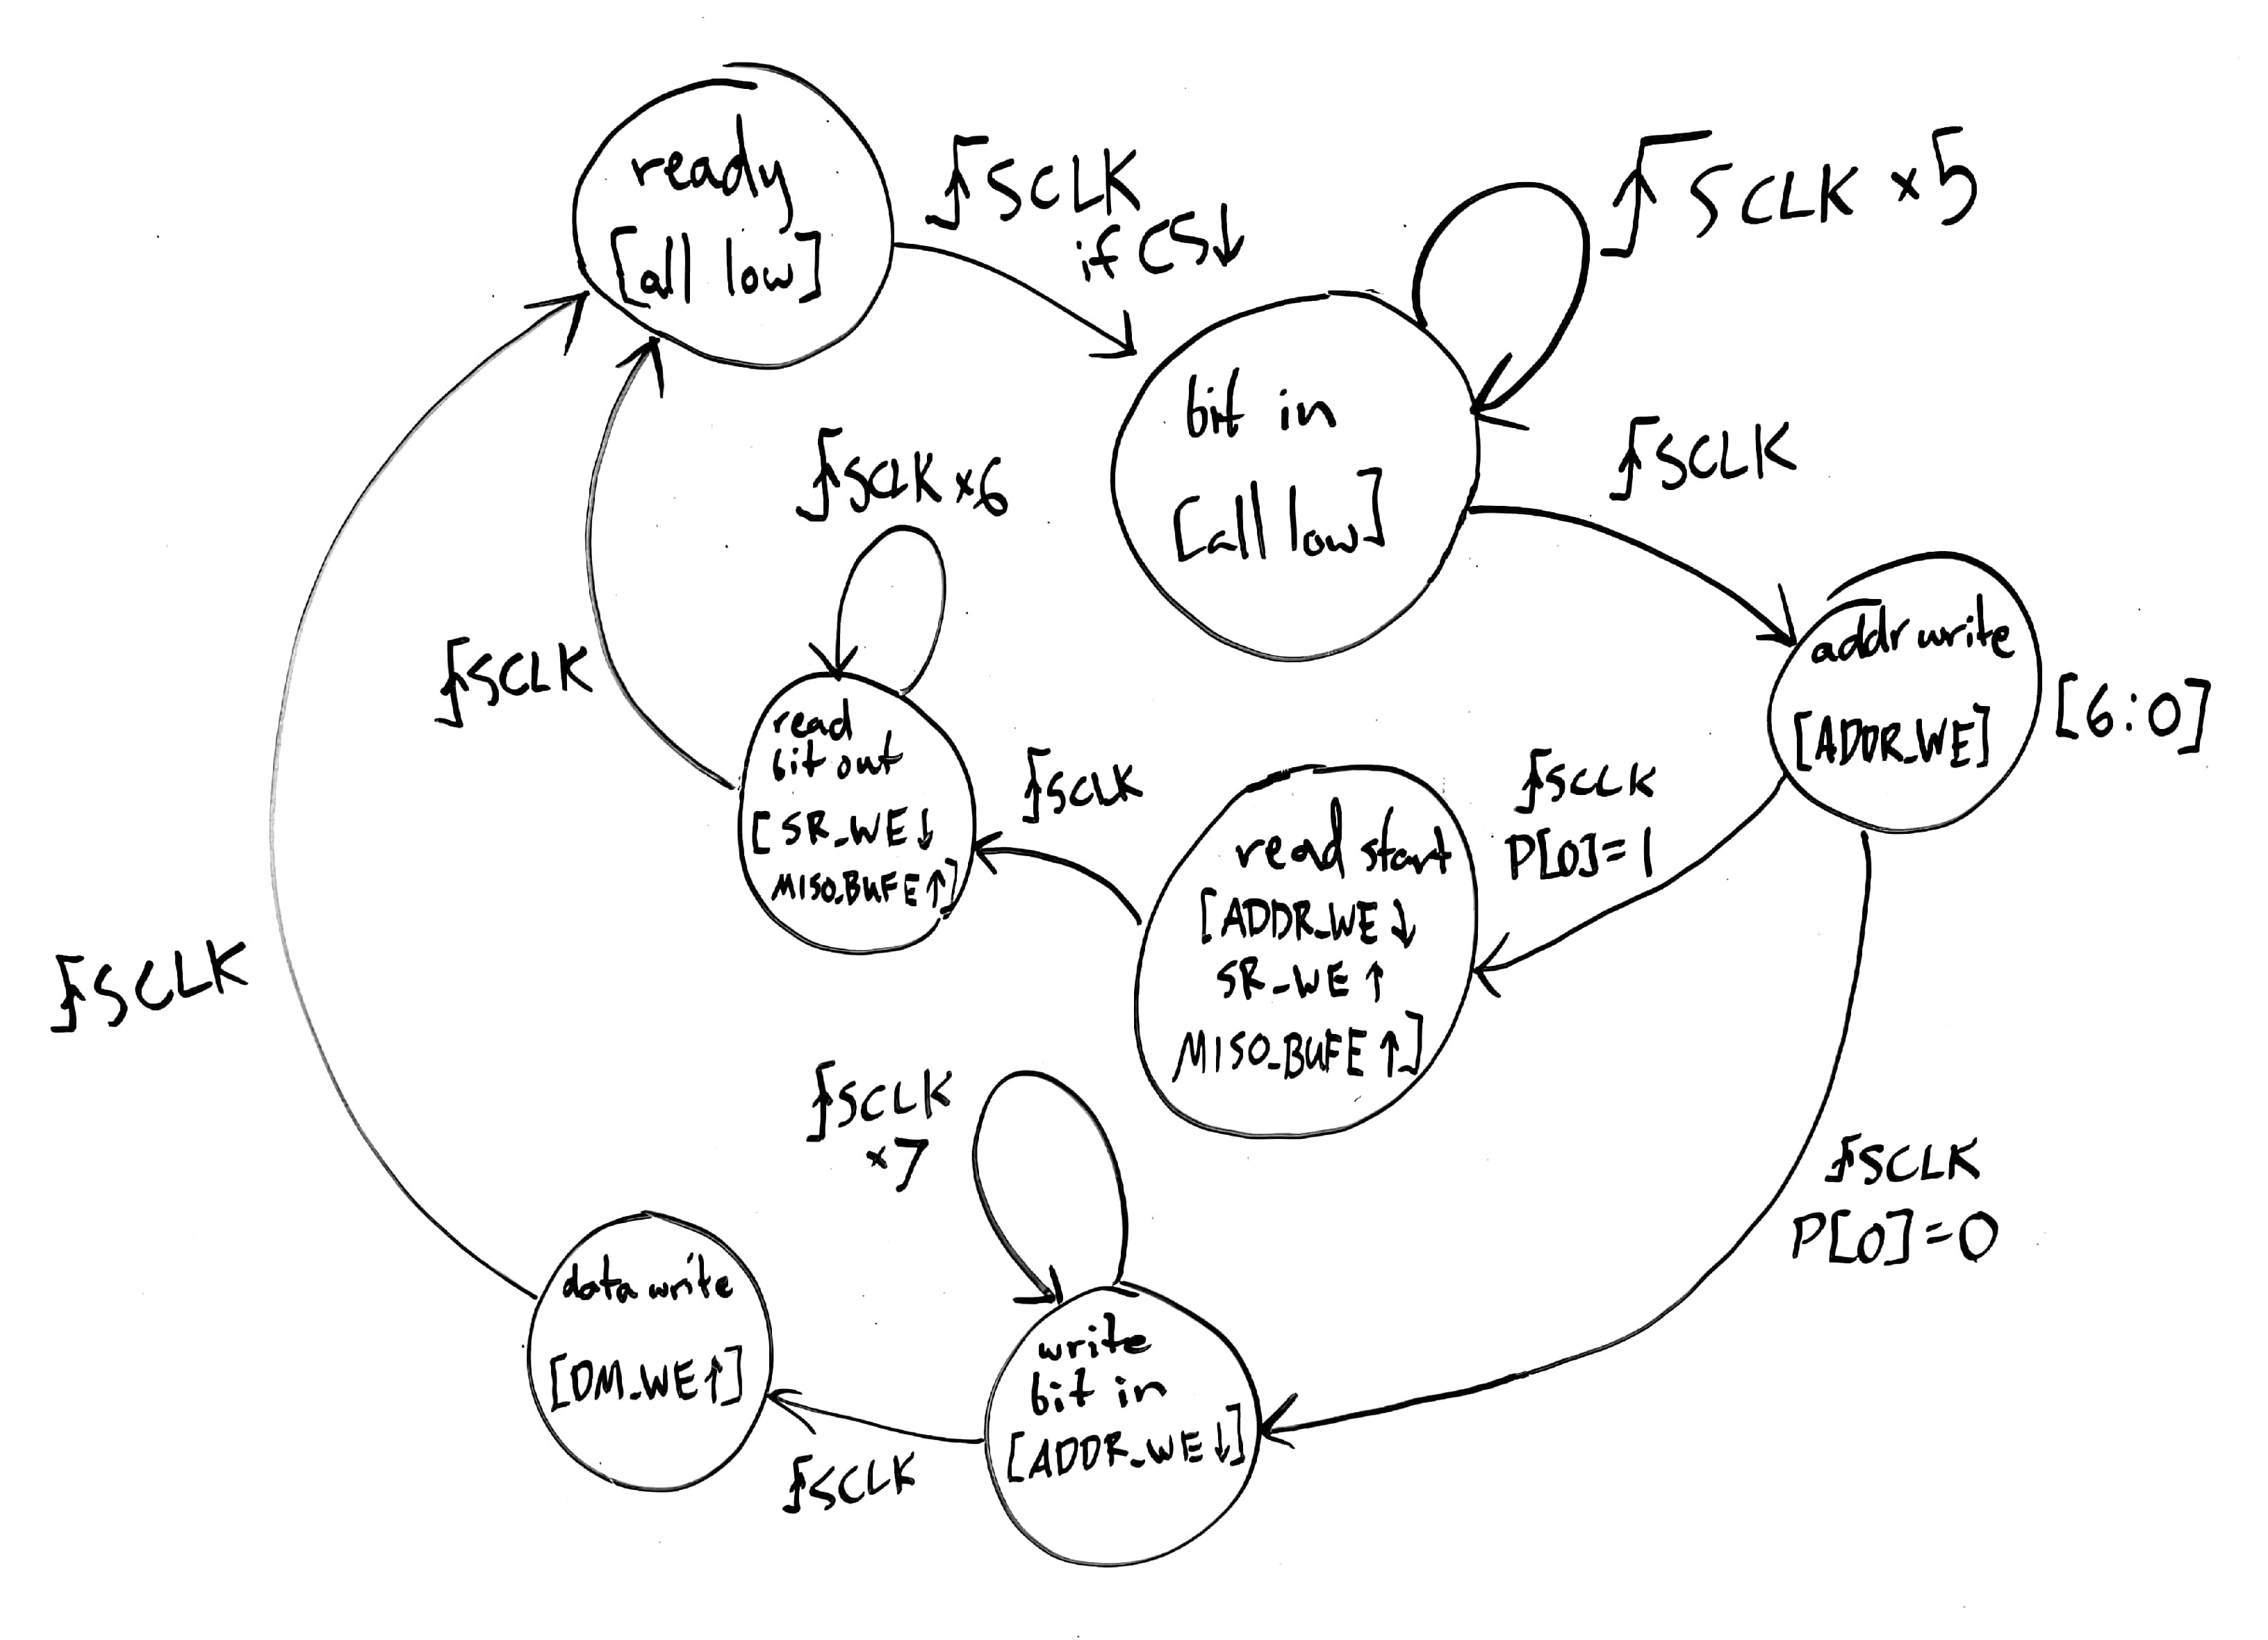 ready
[all low]
SCLK
if CS↓
SCLK ×5
bit in
[all low]
SCLK
addr write
[ADDR_WE]
[6:0]
SCLK
P[0]=1
read start
[ADDR_WE↓
SR_WE↑
MISO_BUFE↑]
SCLK
read
bit out
[SR_WE↓
MISO_BUFE↑]
SCLK×6
SCLK
SCLK
P[0]=0
write
bit in
[ADDR_WE↓]
SCLK
×7
SCLK
data write
[DM_WE↑]
SCLK